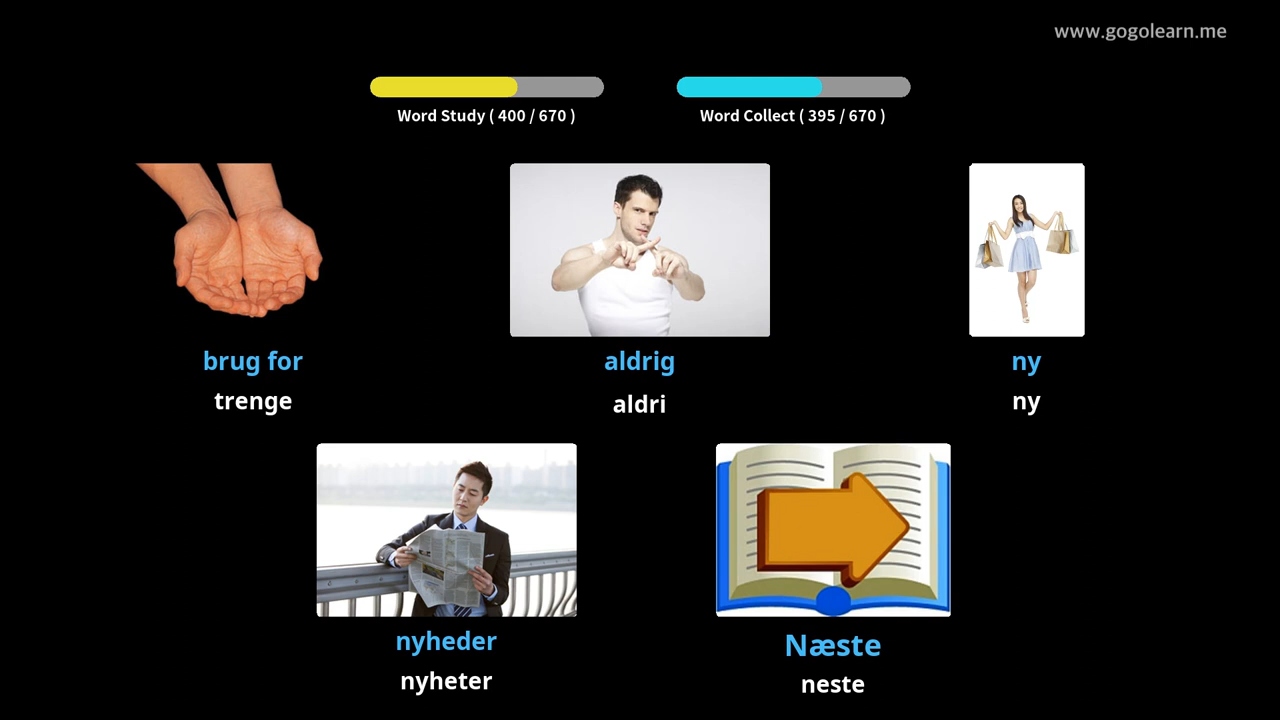 www.gogolearn.me
Word Study ( 400 / 670 )
Word Collect ( 395 / 670 )
brug for
trenge
aldrig
aldri
ny
ny
nyheder
nyheter
Næste
neste